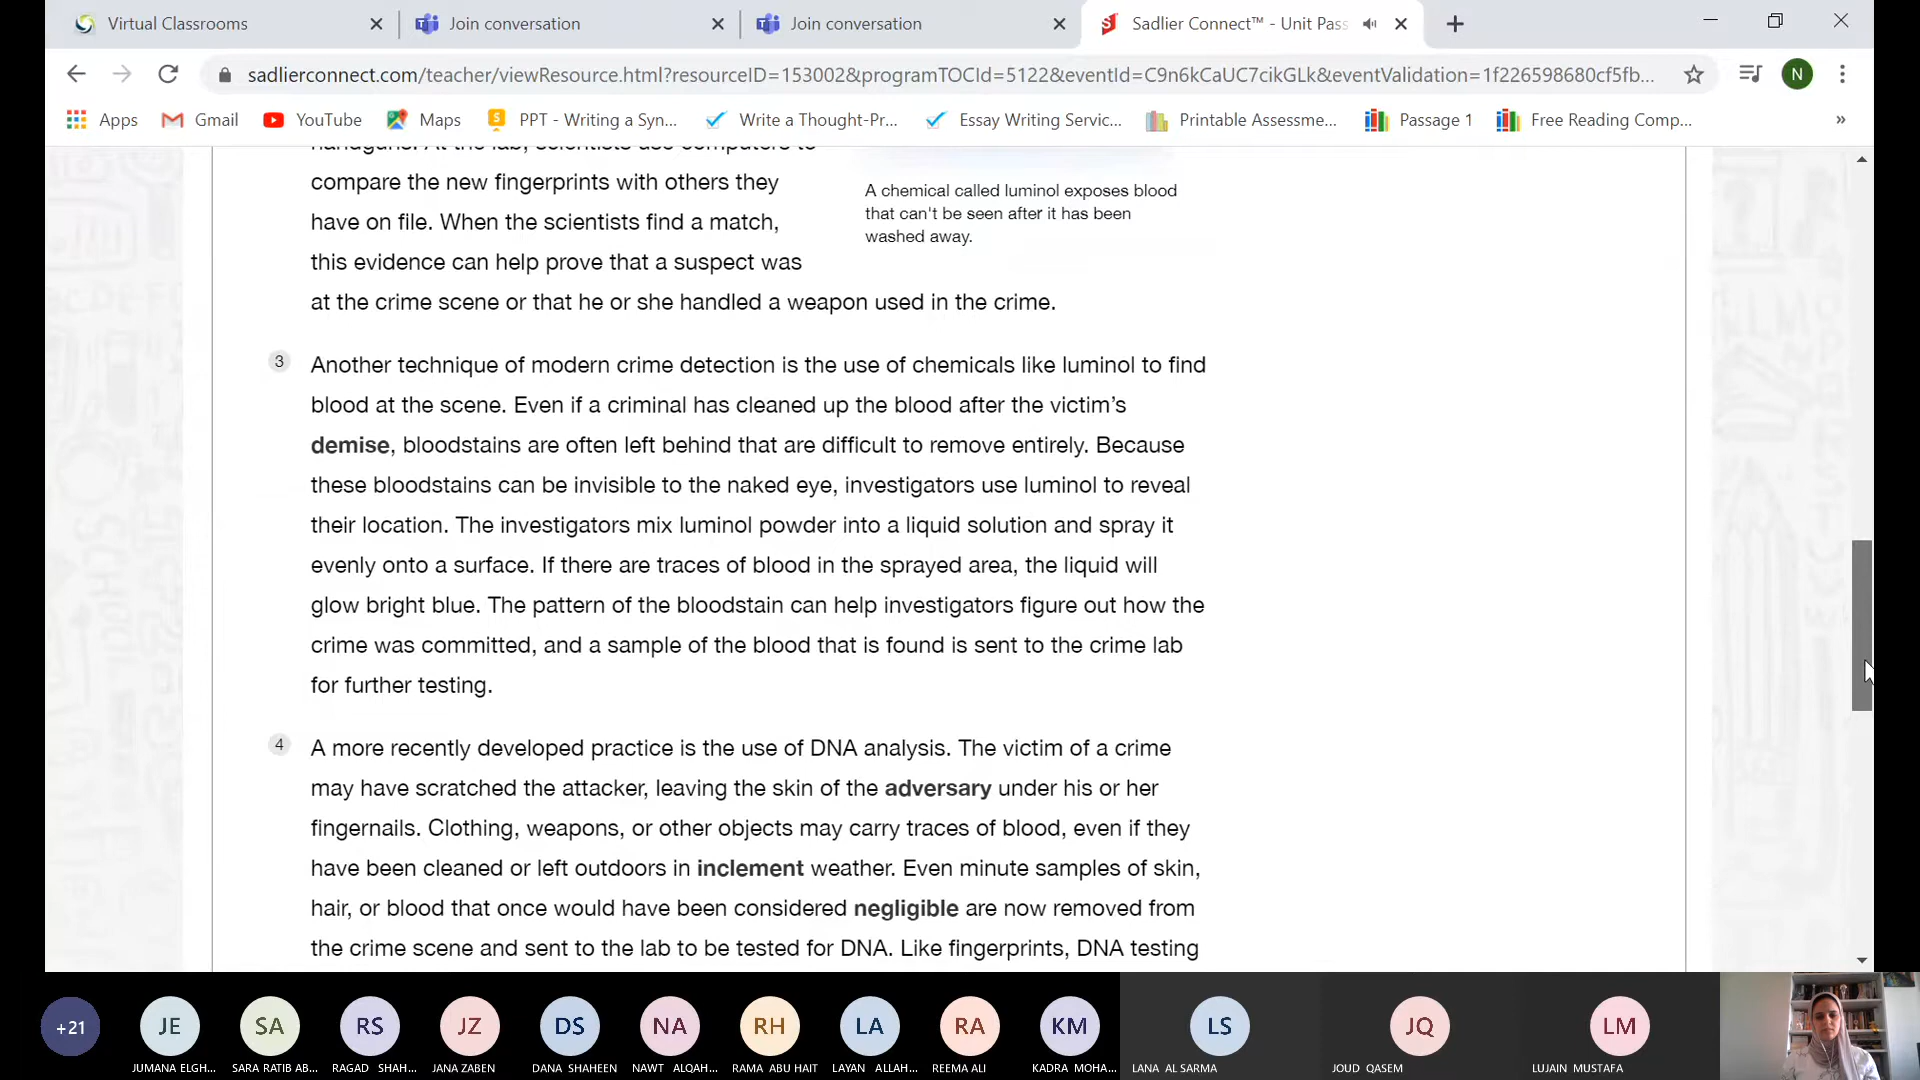 Virtual Classrooms
Join conversation
Join conversation
Sadlier Connect™ - Unit Pass
sadlierconnect.com/teacher/viewResource.html?resourceID=153002&programTOCId=5122&eventId=C9n6kCaUC7cikGLk&eventValidation=1f226598680cf5fb...
N
Apps
Gmail
YouTube
Maps
PPT - Writing a Syn...
Write a Thought-Pr...
Essay Writing Servic...
Printable Assessme...
Passage 1
Free Reading Comp...
»
handguns. At the lab, scientists use computers to
compare the new fingerprints with others they
have on file. When the scientists find a match,
this evidence can help prove that a suspect was
at the crime scene or that he or she handled a weapon used in the crime.
A chemical called luminol exposes blood
that can't be seen after it has been
washed away.
3
Another technique of modern crime detection is the use of chemicals like luminol to find
blood at the scene. Even if a criminal has cleaned up the blood after the victim's
demise, bloodstains are often left behind that are difficult to remove entirely. Because
these bloodstains can be invisible to the naked eye, investigators use luminol to reveal
their location. The investigators mix luminol powder into a liquid solution and spray it
evenly onto a surface. If there are traces of blood in the sprayed area, the liquid will
glow bright blue. The pattern of the bloodstain can help investigators figure out how the
crime was committed, and a sample of the blood that is found is sent to the crime lab
for further testing.
4
A more recently developed practice is the use of DNA analysis. The victim of a crime
may have scratched the attacker, leaving the skin of the adversary under his or her
fingernails. Clothing, weapons, or other objects may carry traces of blood, even if they
have been cleaned or left outdoors in inclement weather. Even minute samples of skin,
hair, or blood that once would have been considered negligible are now removed from
the crime scene and sent to the lab to be tested for DNA. Like fingerprints, DNA testing
+21
JE
SA
RS
JZ
DS
NA
RH
LA
RA
KM
LS
JQ
LM
JUMANA ELGH...
SARA RATIB AB...
RAGAD SHAH...
JANA ZABEN
DANA SHAHEEN
NAWT ALQAH...
RAMA ABU HAIT
LAYAN ALLAH...
REEMA ALI
KADRA MOHA...
LANA AL SARMA
JOUD QASEM
LUJAIN MUSTAFA